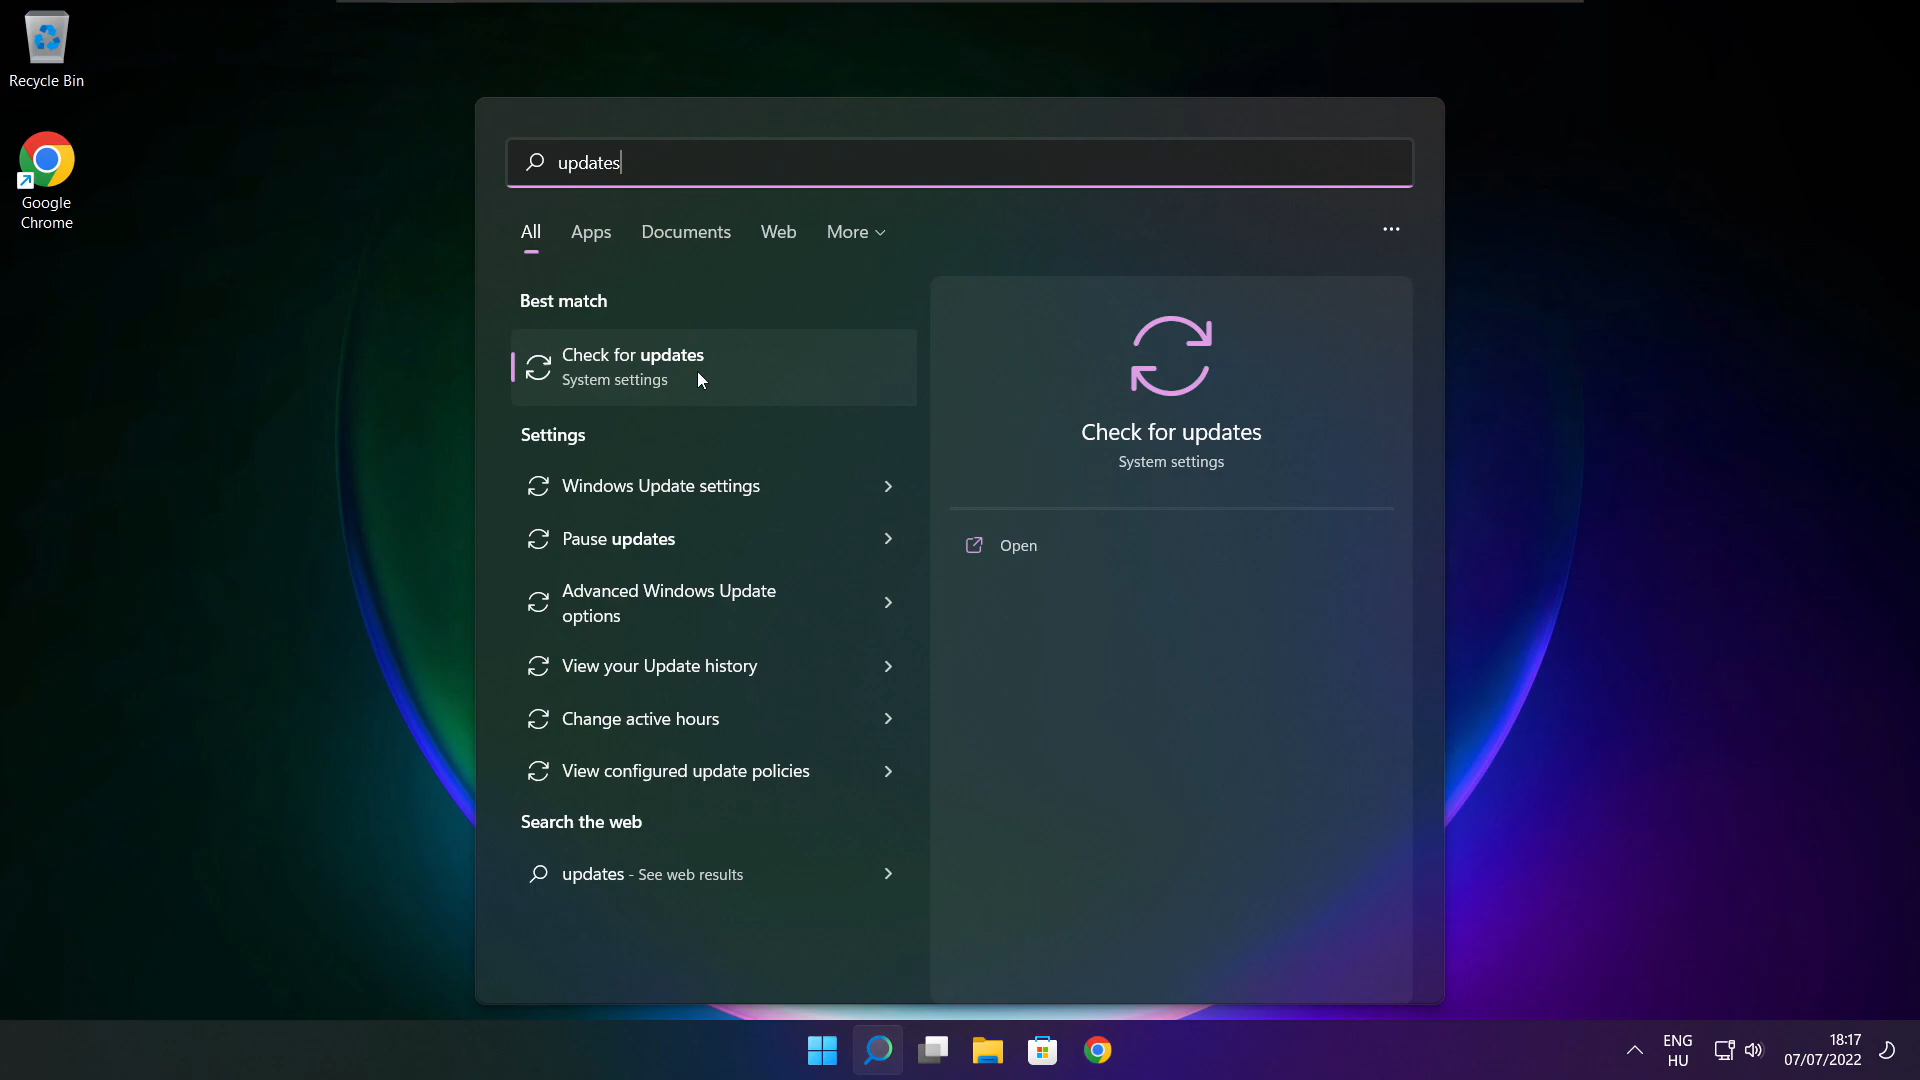 Recycle Bin
Google
Chrome
updates
All Apps Documents Web More
Best match
Check for updates
System settings
Settings
Windows Update settings
Pause updates
Advanced Windows Update
options
View your Update history
Change active hours
View configured update policies
Search the web
updates - See web results
Check for updates
System settings
Open
ENG
HU
18:17
07/07/2022